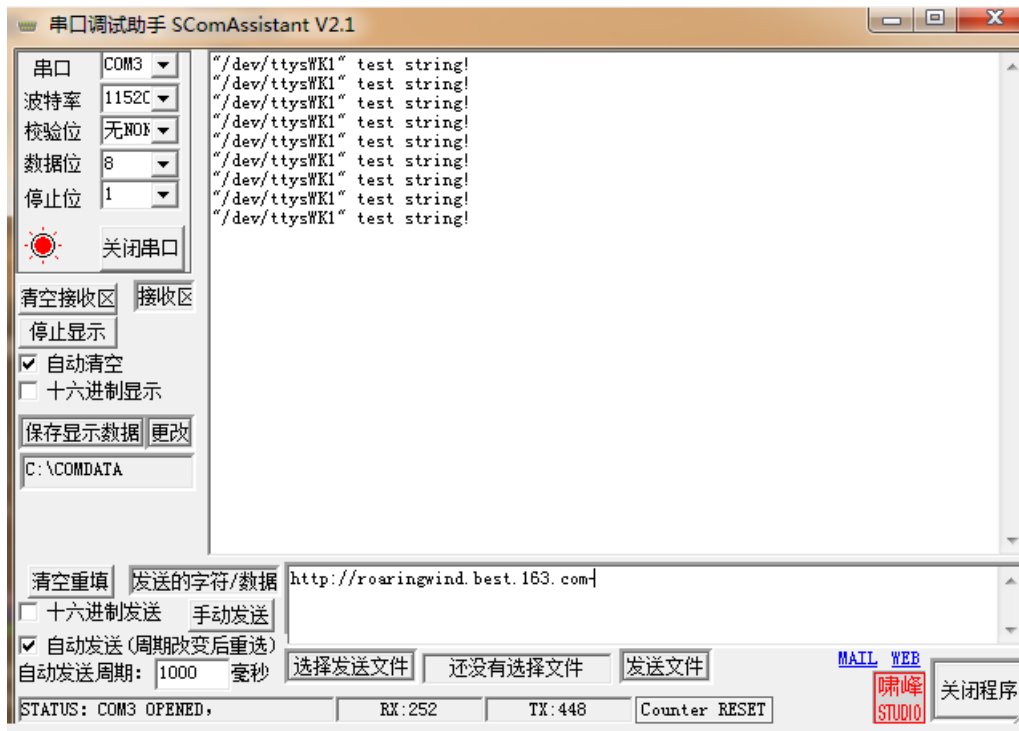 串口调试助手 SComAssistant V2.1
串口 COM3
波特率 11520
校验位 无NON
数据位 8
停止位 1
关闭串口
清空接收区 接收区
停止显示
自动清空
十六进制显示
保存显示数据 更改
C:\COMDATA
"/dev/ttysWK1" test string!
"/dev/ttysWK1" test string!
"/dev/ttysWK1" test string!
"/dev/ttysWK1" test string!
"/dev/ttysWK1" test string!
"/dev/ttysWK1" test string!
"/dev/ttysWK1" test string!
"/dev/ttysWK1" test string!
"/dev/ttysWK1" test string!
清空重填 发送的字符/数据 http://roaringwind.best.163.com
十六进制发送 手动发送
自动发送(周期改变后重选)
自动发送周期: 1000 毫秒 选择发送文件 还没有选择文件 发送文件 MAIL WEB
啸峰
STUDIO
关闭程序
STATUS: COM3 OPENED, RX:252 TX:448 Counter RESET